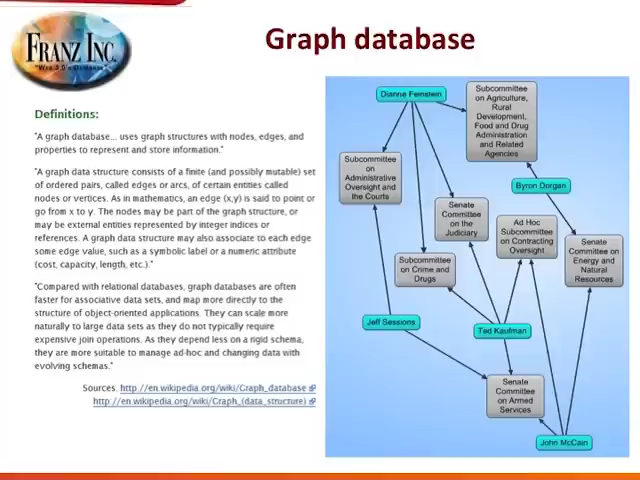 FRANZ INC.
"Web 3.0's Database"
Graph database
Definitions:
"A graph database... uses graph structures with nodes, edges, and
properties to represent and store information."
"A graph data structure consists of a finite (and possibly mutable) set
of ordered pairs, called edges or arcs, of certain entities called
nodes or vertices. As in mathematics, an edge (x,y) is said to point or
go from x to y. The nodes may be part of the graph structure, or
may be external entities represented by integer indices or
references. A graph data structure may also associate to each edge
some edge value, such as a symbolic label or a numeric attribute
(cost, capacity, length, etc.)."
"Compared with relational databases, graph databases are often
faster for associative data sets, and map more directly to the
structure of object-oriented applications. They can scale more
naturally to large data sets as they do not typically require
expensive join operations. As they depend less on a rigid schema,
they are more suitable to manage ad-hoc and changing data with
evolving schemas."
Sources: http://en.wikipedia.org/wiki/Graph_database
http://en.wikipedia.org/wiki/Graph_(data_structure)
Dianne Feinstein
Subcommittee
on Agriculture,
Rural
Development,
Food and Drug
Administration
and Related
Agencies
Subcommittee
on
Administrative
Oversight and
the Courts
Byron Dorgan
Senate
Committee
on the
Judiciary
Ad Hoc
Subcommittee
on Contracting
Oversight
Senate
Committee on
Energy and
Natural
Resources
Subcommittee
on Crime and
Drugs
Jeff Sessions
Ted Kaufman
Senate
Committee
on Armed
Services
John McCain